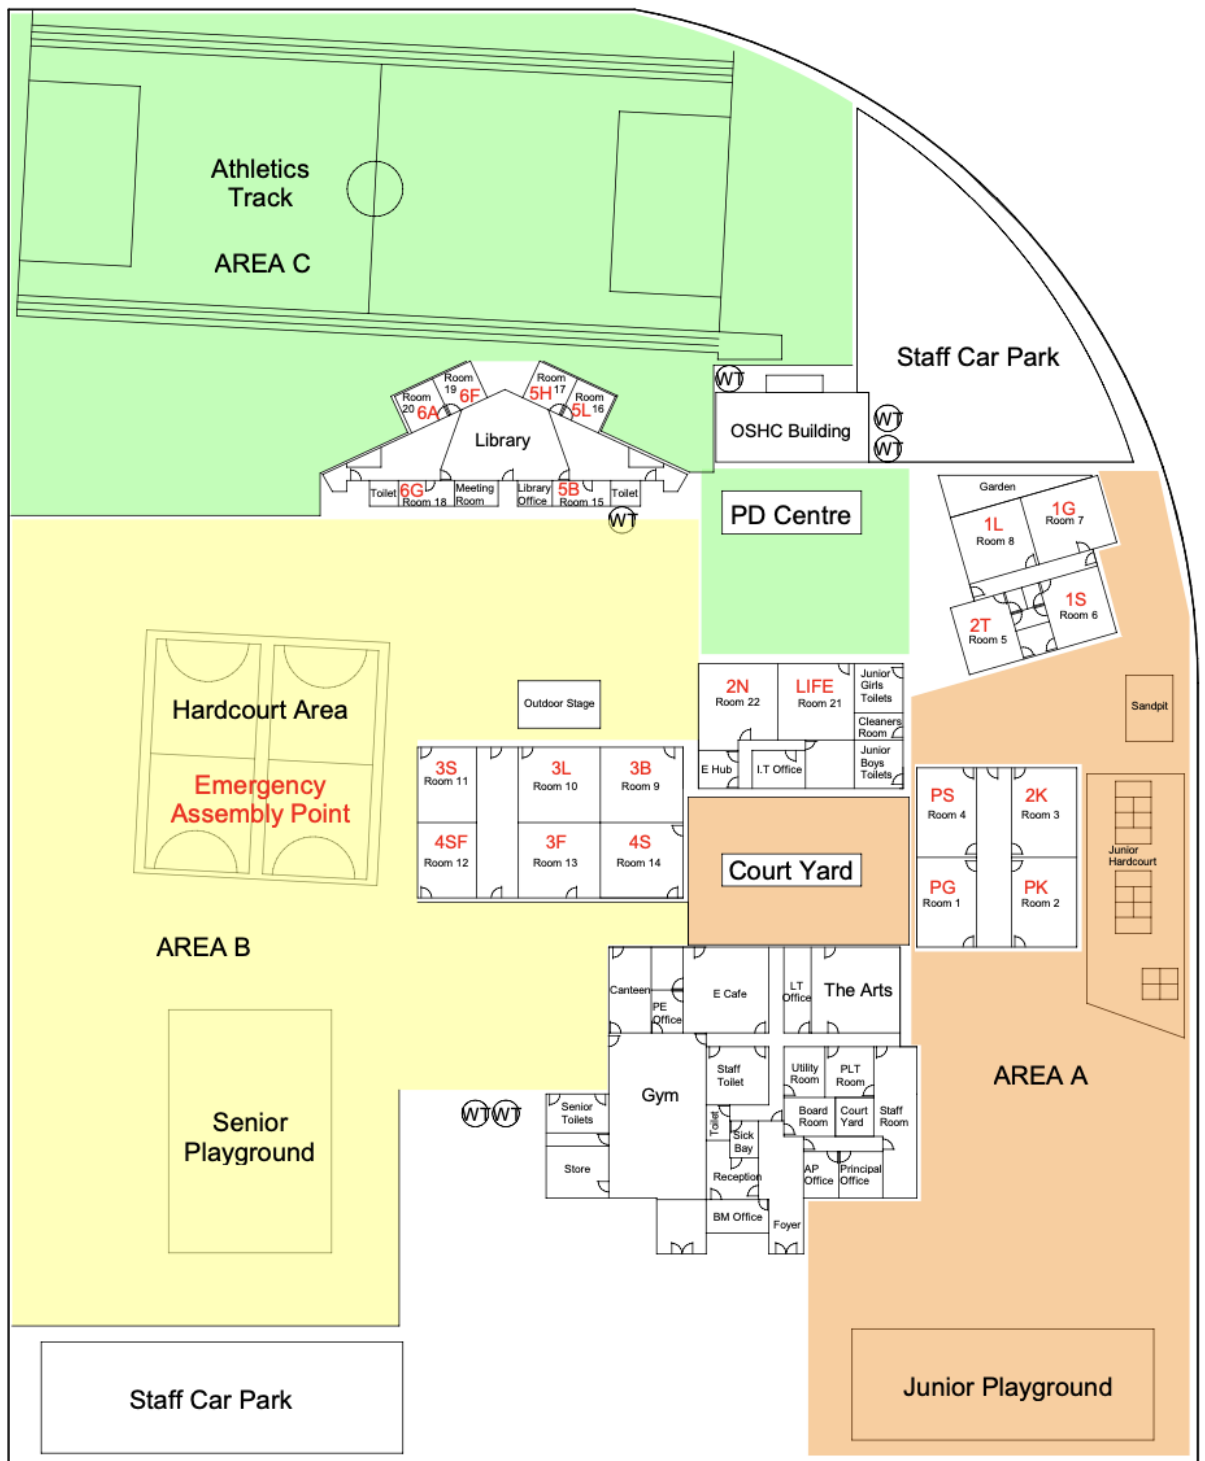 Athletics
Track
AREA C
Staff Car Park
WT
OSHC Building
WT
WT
Room
19
6F
Room
20
6A
Room
17
5H
Room
16
5L
Library
Toilet
6G
Room 18
Meeting
Room
Library
Office
5B
Room 15
Toilet
WT
PD Centre
Garden
1L
Room 8
1G
Room 7
2T
Room 5
1S
Room 6
Hardcourt Area
Emergency
Assembly Point
Outdoor Stage
2N
Room 22
LIFE
Room 21
Junior
Girls
Toilets
Cleaners
Room
Junior
Boys
Toilets
E Hub
I.T Office
Sandpit
3S
Room 11
3L
Room 10
3B
Room 9
4SF
Room 12
3F
Room 13
4S
Room 14
Court Yard
PS
Room 4
2K
Room 3
PG
Room 1
PK
Room 2
Junior
Hardcourt
AREA B
Canteen
PE
Office
E Cafe
LT
Office
The Arts
AREA A
Senior
Playground
WT
WT
Senior
Toilets
Store
Gym
Staff
Toilet
Toilet
Sick
Bay
Reception
BM Office
Foyer
Utility
Room
PLT
Room
Board
Room
Court
Yard
Staff
Room
AP
Office
Principal
Office
Staff Car Park
Junior Playground